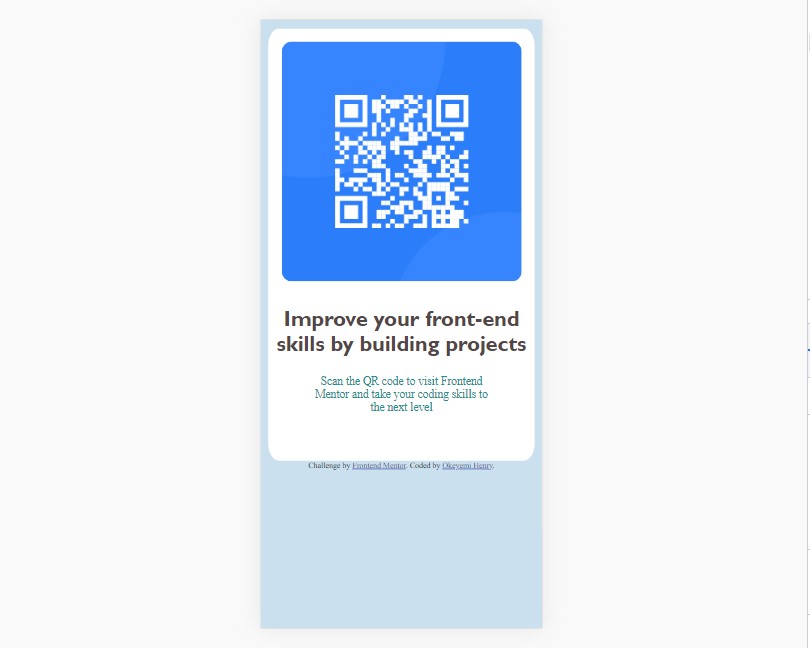 Improve your front-end
skills by building projects
Scan the QR code to visit Frontend
Mentor and take your coding skills to
the next level
Challenge by Frontend Mentor. Coded by Okeyemi Henry.